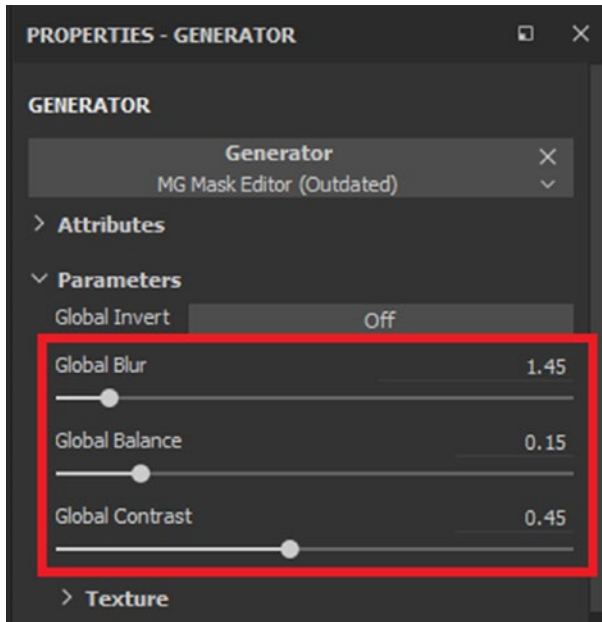 PROPERTIES - GENERATOR
GENERATOR
Generator
MG Mask Editor (Outdated)
Attributes
Parameters
Global Invert Off
Global Blur 1.45
Global Balance 0.15
Global Contrast 0.45
Texture